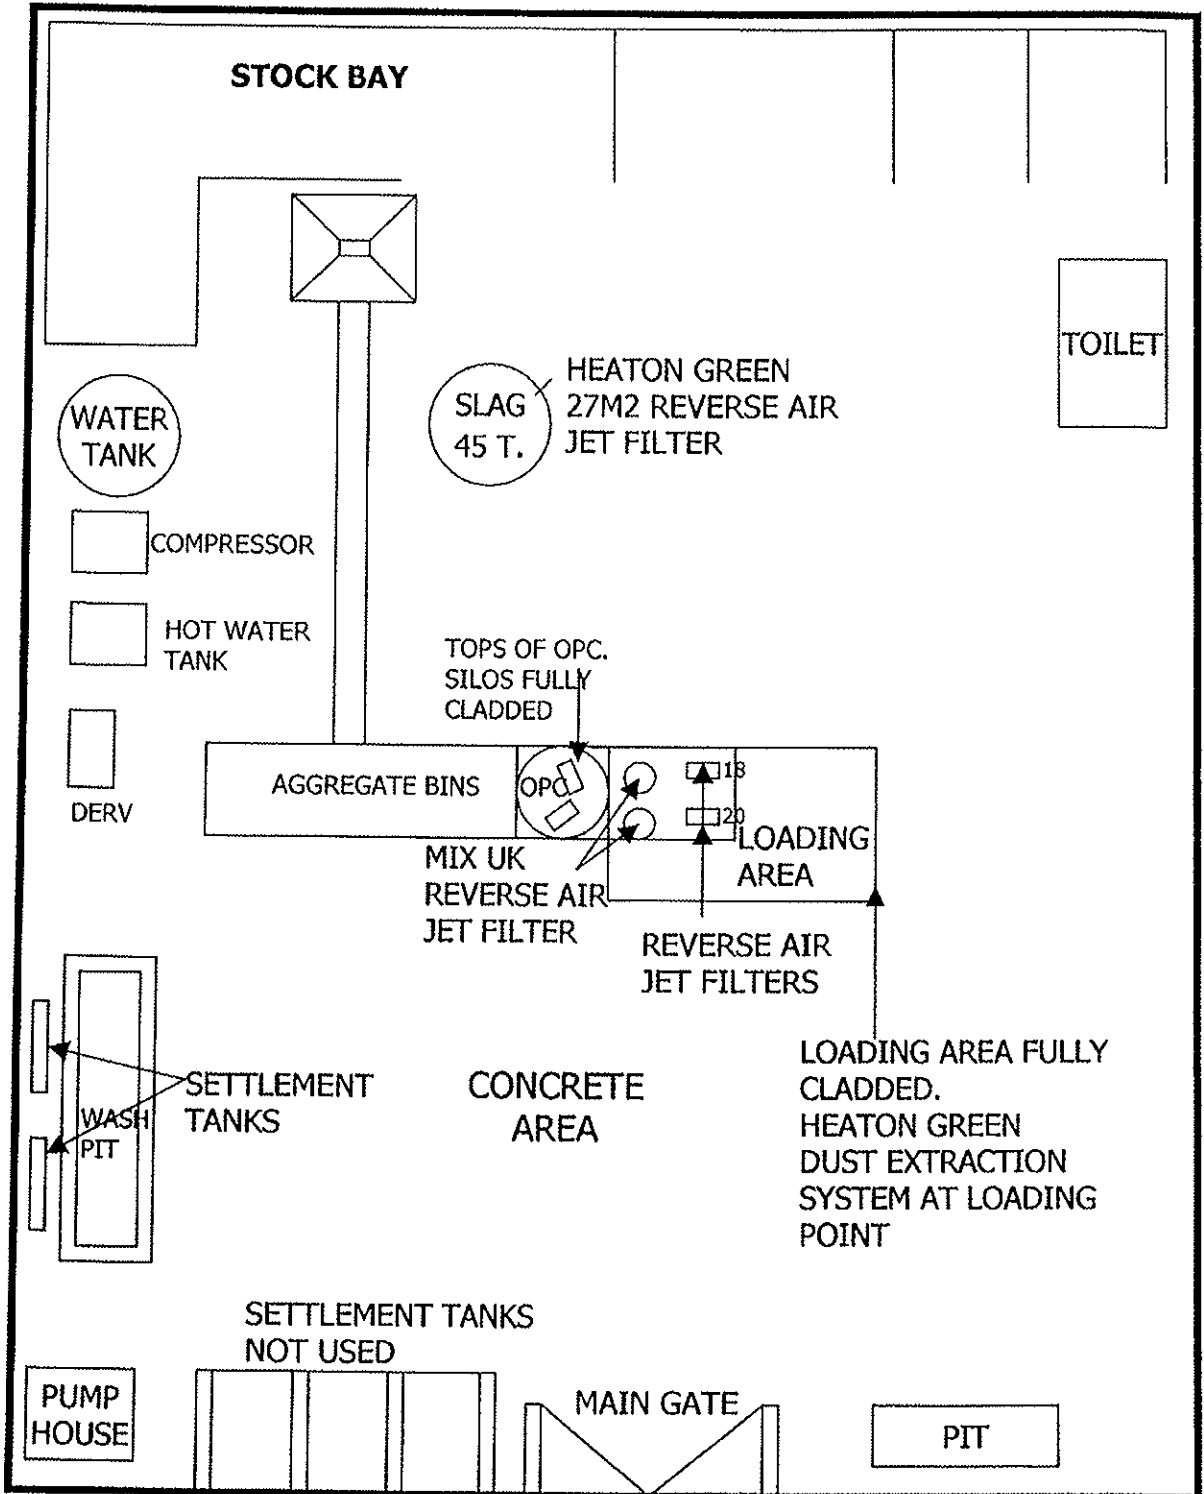 STOCK BAY
TOILET
HEATON GREEN
27M2 REVERSE AIR
JET FILTER
SLAG
45 T.
WATER
TANK
COMPRESSOR
HOT WATER
TANK
DERV
TOPS OF OPC.
SILOS FULLY
CLADDED
AGGREGATE BINS
OPC
18
20
LOADING
AREA
MIX UK
REVERSE AIR
JET FILTER
REVERSE AIR
JET FILTERS
LOADING AREA FULLY
CLADDED.
HEATON GREEN
DUST EXTRACTION
SYSTEM AT LOADING
POINT
SETTLEMENT
TANKS
WASH
PIT
CONCRETE
AREA
SETTLEMENT TANKS
NOT USED
PUMP
HOUSE
MAIN GATE
PIT